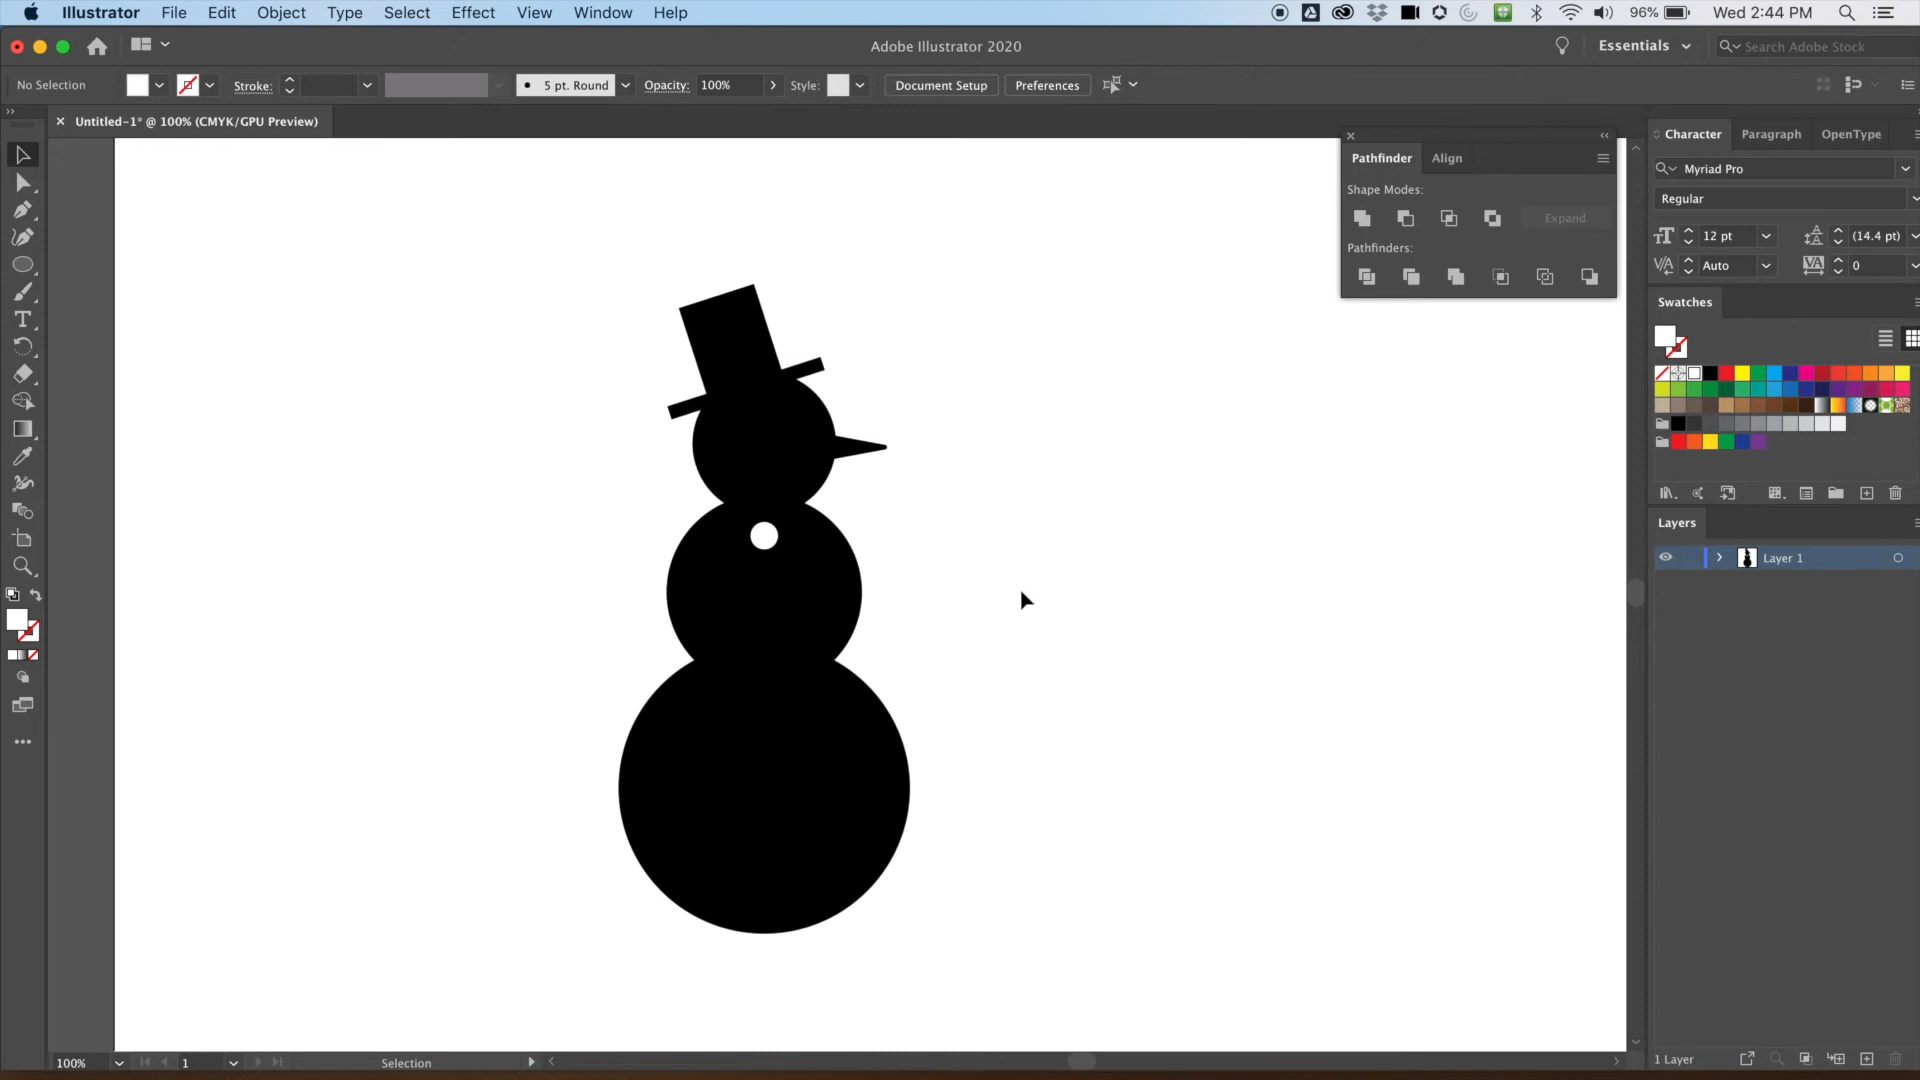 Illustrator File Edit Object Type Select Effect View Window Help 96% Wed 2:44 PM
Adobe Illustrator 2020 Essentials Search Adobe Stock
No Selection Stroke: 5 pt. Round Opacity: 100% Style: Document Setup Preferences
Untitled-1* @ 100% (CMYK/GPU Preview)
Pathfinder Align
Shape Modes:
Expand
Pathfinders:
Character Paragraph OpenType
Myriad Pro
Regular
12 pt (14.4 pt)
Auto 0
Swatches
Layers
Layer 1
100% 1 Selection 1 Layer